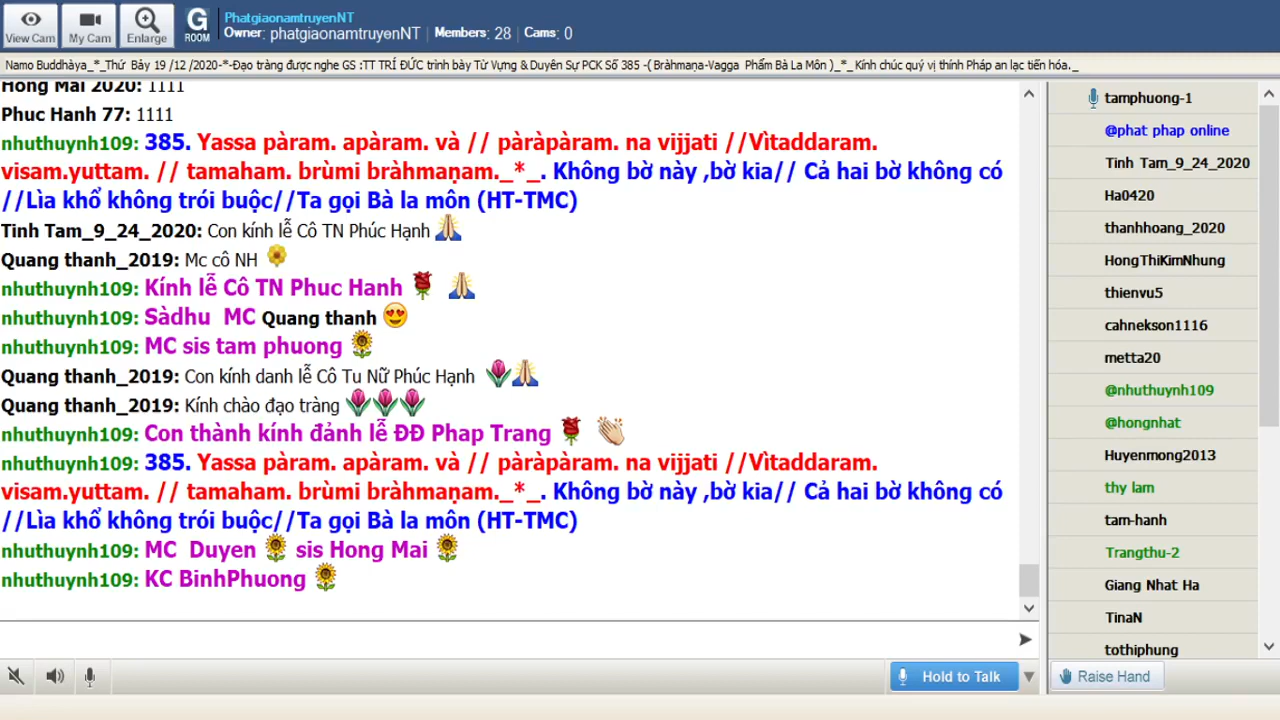 View Cam
My Cam
Enlarge
G
ROOM
PhatgiaonamtruyenNT
Owner: phatgiaonamtruyenNT | Members: 28 | Cams: 0
Namo Buddhàya_*_Thứ Bảy 19 /12 /2020-*-Đạo tràng được nghe GS :TT TRÍ ĐỨC trình bày Từ Vựng & Duyên Sự PCK Số 385 -( Bràhmaṇa-Vagga Phẩm Bà La Môn )_*_ Kính chúc quý vị thính Pháp an lạc tiến hóa._
Hong Mai 2020: 1111
Phuc Hanh 77: 1111
nhuthuynh109: 385. Yassa pàram. apàram. và // pàràpàram. na vijjati //Vìtaddaram.
visam.yuttam. // tamaham. brùmi bràhmaṇam._*_. Không bờ này ,bờ kia// Cả hai bờ không có
//Lìa khổ không trói buộc//Ta gọi Bà la môn (HT-TMC)
Tinh Tam_9_24_2020: Con kính lễ Cô TN Phúc Hạnh 🙏
Quang thanh_2019: Mc cô NH 🌼
nhuthuynh109: Kính lễ Cô TN Phuc Hanh 🌹 🙏
nhuthuynh109: Sàdhu MC Quang thanh 😍
nhuthuynh109: MC sis tam phuong 🌻
Quang thanh_2019: Con kính danh lễ Cô Tu Nữ Phúc Hạnh 🌷🙏
Quang thanh_2019: Kính chào đạo tràng 🌷🌷🌷
nhuthuynh109: Con thành kính đảnh lễ ĐĐ Phap Trang 🌹 👏
nhuthuynh109: 385. Yassa pàram. apàram. và // pàràpàram. na vijjati //Vìtaddaram.
visam.yuttam. // tamaham. brùmi bràhmaṇam._*_. Không bờ này ,bờ kia// Cả hai bờ không có
//Lìa khổ không trói buộc//Ta gọi Bà la môn (HT-TMC)
nhuthuynh109: MC Duyen 🌻 sis Hong Mai 🌻
nhuthuynh109: KC BinhPhuong 🌻
Hold to Talk
tamphuong-1
@phat phap online
Tinh Tam_9_24_2020
Ha0420
thanhhoang_2020
HongThiKimNhung
thienvu5
cahnekson1116
metta20
@nhuthuynh109
@hongnhat
Huyenmong2013
thy lam
tam-hanh
Trangthu-2
Giang Nhat Ha
TinaN
tothiphung
Raise Hand